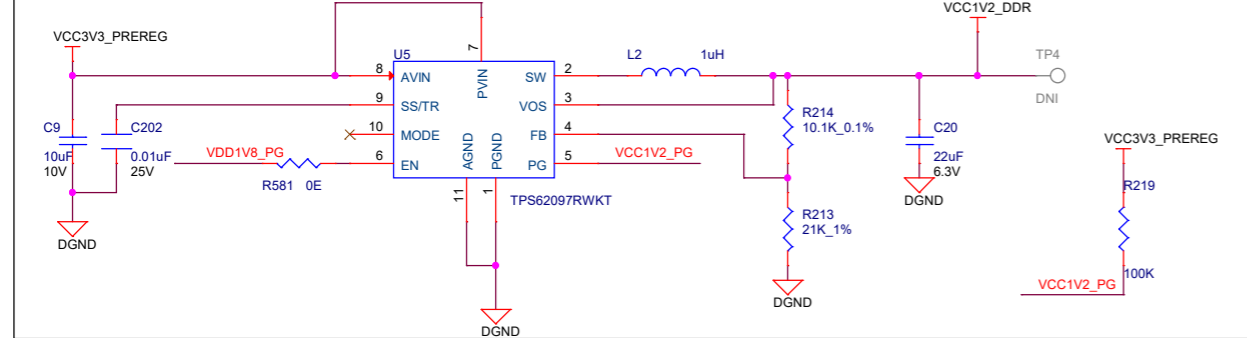 VCC1V2_DDR
VCC3V3_PREREG
U5
7
L2 1uH
TP4
8 AVIN PVIN SW 2
DNI
9 SS/TR VOS 3
R214
10.1K_0.1%
C9 C202
10 MODE FB 4
C20
VCC3V3_PREREG
10uF 0.01uF
10V 25V
VDD1V8_PG
6 EN AGND PGND PG 5
VCC1V2_PG
22uF
6.3V
R581 0E
R219
11 1
TPS62097RWKT
DGND
R213
21K_1%
DGND
100K
VCC1V2_PG
DGND
DGND